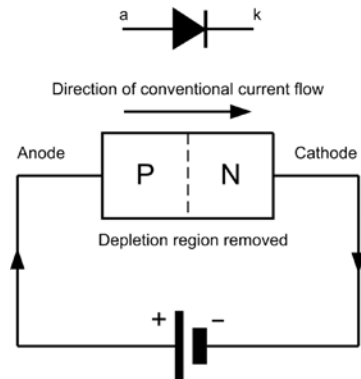 a k
Direction of conventional current flow
Anode Cathode
P N
Depletion region removed
+ −